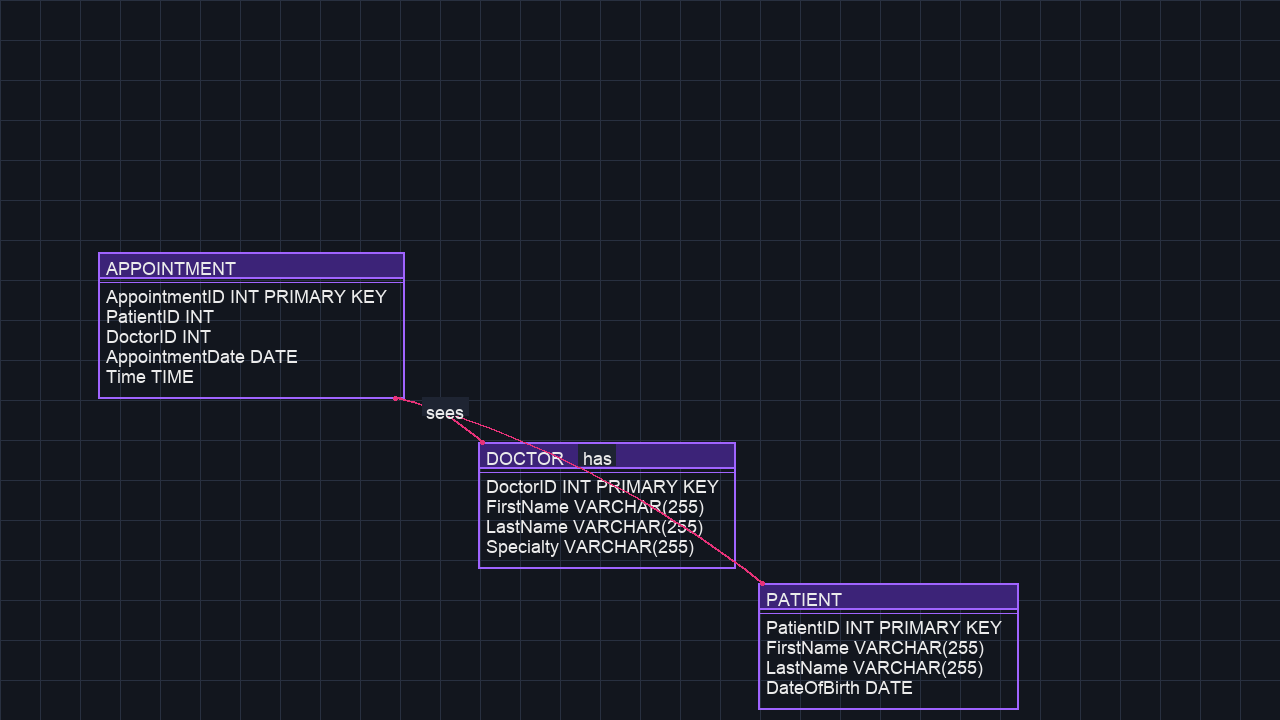 APPOINTMENT
AppointmentID INT PRIMARY KEY
PatientID INT
DoctorID INT
AppointmentDate DATE
Time TIME
sees
DOCTOR
has
DoctorID INT PRIMARY KEY
FirstName VARCHAR(255)
LastName VARCHAR(255)
Specialty VARCHAR(255)
PATIENT
PatientID INT PRIMARY KEY
FirstName VARCHAR(255)
LastName VARCHAR(255)
DateOfBirth DATE